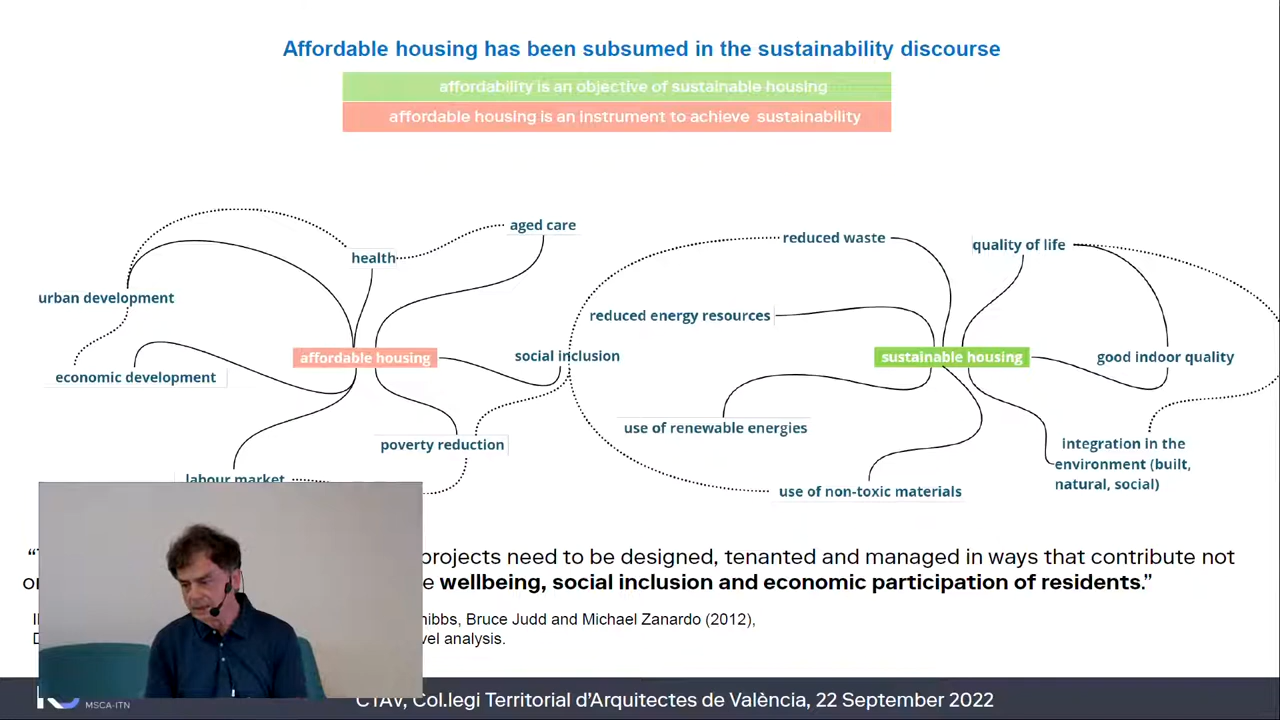 Affordable housing has been subsumed in the sustainability discourse
affordability is an objective of sustainable housing
affordable housing is an instrument to achieve sustainability
aged care
health
urban development
affordable housing
social inclusion
economic development
poverty reduction
labour market
reduced waste
quality of life
reduced energy resources
sustainable housing
good indoor quality
use of renewable energies
integration in the
environment (built,
natural, social)
use of non-toxic materials
projects need to be designed, tenanted and managed in ways that contribute not
wellbeing, social inclusion and economic participation of residents.”
Bruce Judd and Michael Zanardo (2012),
analysis.
MSCA-ITN
CTAV, Col.legi Territorial d’Arquitectes de València, 22 September 2022